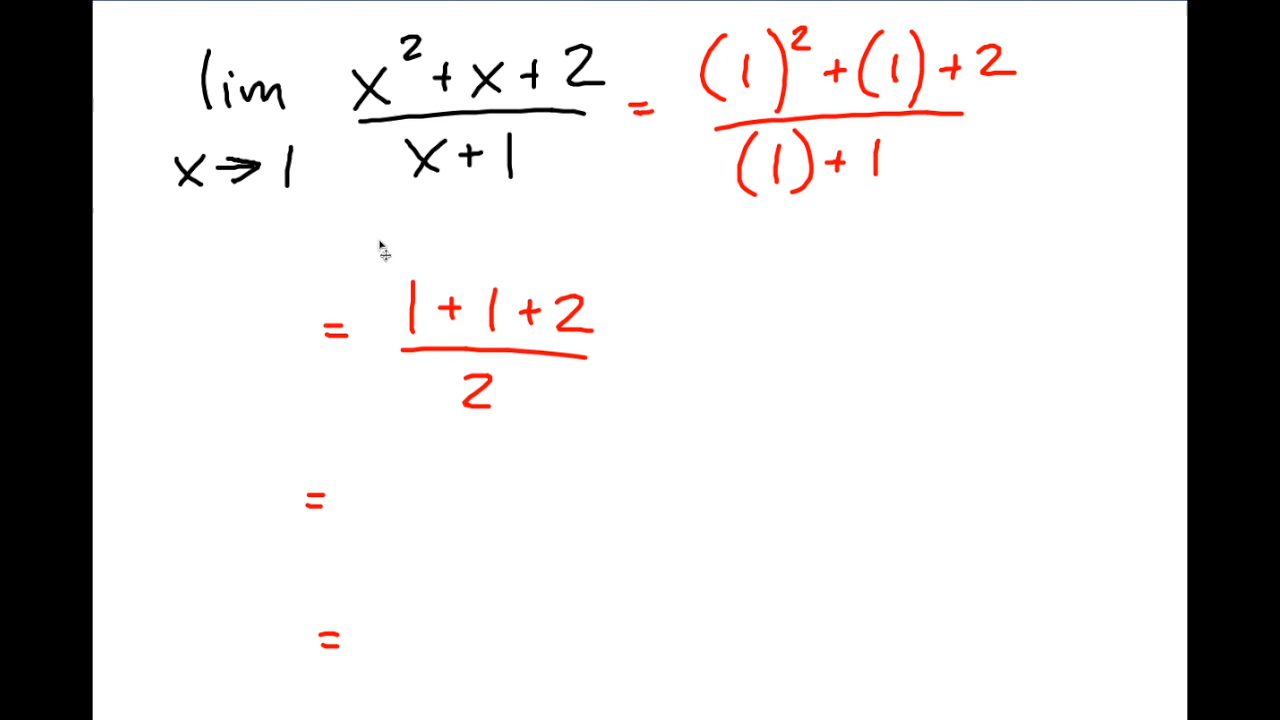 lim x→1 (x² + x + 2)/(x + 1) = ((1)² + (1) + 2)/((1) + 1)
= (1 + 1 + 2)/2
=
=